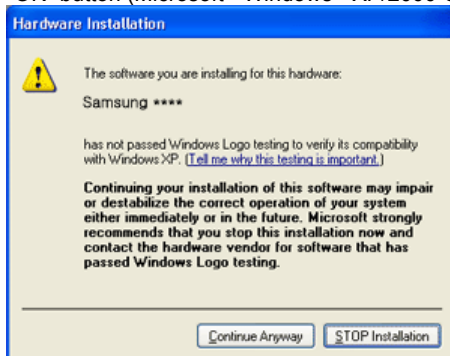 Hardware Installation
The software you are installing for this hardware:
Samsung ****
has not passed Windows Logo testing to verify its compatibility
with Windows XP. (Tell me why this testing is important.)
Continuing your installation of this software may impair
or destabilize the correct operation of your system
either immediately or in the future. Microsoft strongly
recommends that you stop this installation now and
contact the hardware vendor for software that has
passed Windows Logo testing.
Continue Anyway
STOP Installation